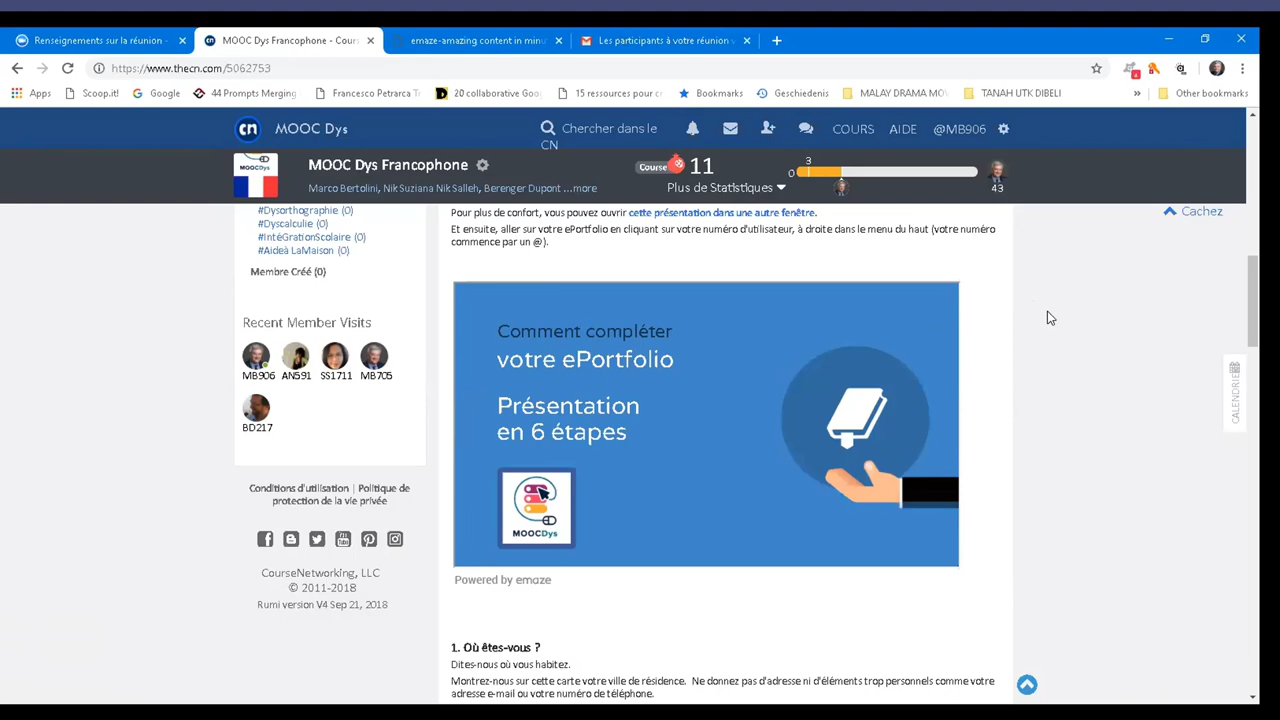 Renseignements sur la réunion -
MOOC Dys Francophone - Cours
emaze-amazing content in minu
Les participants à votre réunion v
https://www.thecn.com/5062753
Apps
Scoop.it!
Google
44 Prompts Merging
Francesco Petrarca Tr
20 collaborative Goo
15 ressources pour cr
Bookmarks
Geschiedenis
MALAY DRAMA MOV
TANAH UTK DIBELI
»
Other bookmarks
cn
MOOC Dys
Chercher dans le
CN
COURS
AIDE
@MB906
MOOCDys
MOOC Dys Francophone
Marco Bertolini, Nik Suziana Nik Salleh, Berenger Dupont ...more
Course
11
Plus de Statistiques
3
0
43
#Dysorthographie (0)
#Dyscalculie (0)
#IntéGrationScolaire (0)
#Aideà LaMaison (0)
Membre Créé (0)
Recent Member Visits
MB906 AN591 SS1711 MB705
BD217
Conditions d'utilisation | Politique de
protection de la vie privée
CourseNetworking, LLC
© 2011-2018
Rumi version V4 Sep 21, 2018
Pour plus de confort, vous pouvez ouvrir cette présentation dans une autre fenêtre.
Et ensuite, aller sur votre ePortfolio en cliquant sur votre numéro d'utilisateur, à droite dans le menu du haut (votre numéro
commence par un @).
Comment compléter
votre ePortfolio
Présentation
en 6 étapes
MOOCDys
Powered by emaze
1. Où êtes-vous ?
Dites-nous où vous habitez.
Montrez-nous sur cette carte votre ville de résidence. Ne donnez pas d'adresse ni d'éléments trop personnels comme votre
adresse e-mail ou votre numéro de téléphone.
Cachez
CALENDRIER